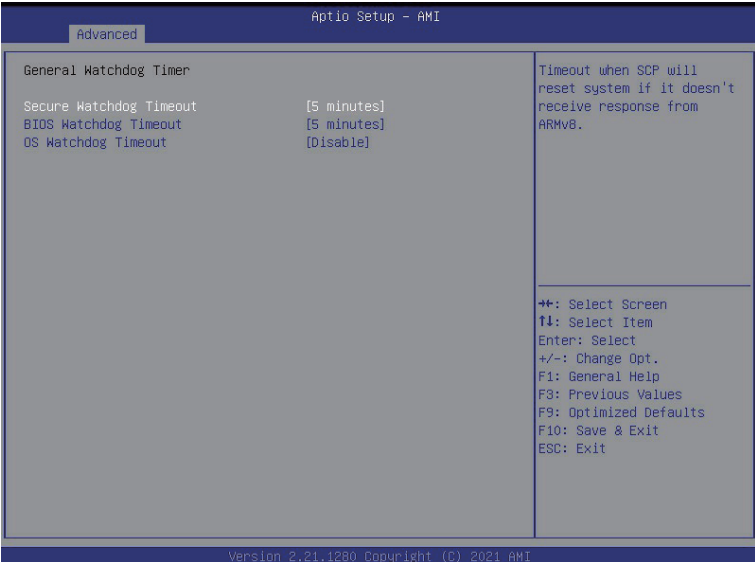 Aptio Setup – AMI
Advanced
General Watchdog Timer
Secure Watchdog Timeout [5 minutes]
BIOS Watchdog Timeout [5 minutes]
OS Watchdog Timeout [Disable]
Timeout when SCP will
reset system if it doesn't
receive response from
ARMv8.
→←: Select Screen
↑↓: Select Item
Enter: Select
+/-: Change Opt.
F1: General Help
F3: Previous Values
F9: Optimized Defaults
F10: Save & Exit
ESC: Exit
Version 2.21.1280 Copyright (C) 2021 AMI